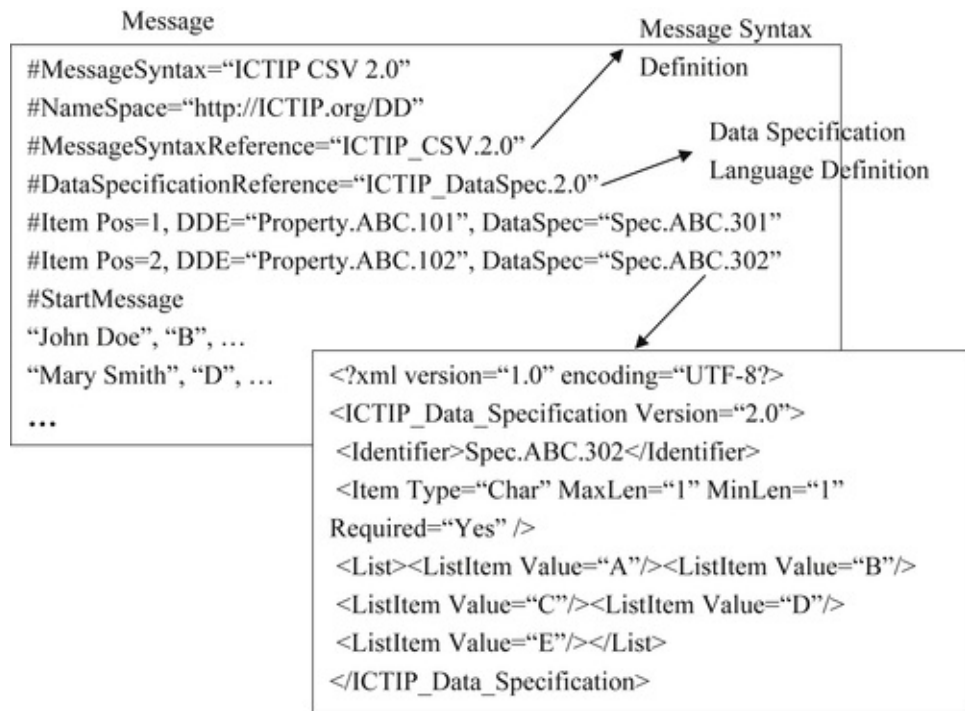 Message
Message Syntax
Definition
#MessageSyntax=“ICTIP CSV 2.0”
#NameSpace=“http://ICTIP.org/DD”
#MessageSyntaxReference=“ICTIP_CSV.2.0”
#DataSpecificationReference=“ICTIP_DataSpec.2.0”
Data Specification
Language Definition
#Item Pos=1, DDE=“Property.ABC.101”, DataSpec=“Spec.ABC.301”
#Item Pos=2, DDE=“Property.ABC.102”, DataSpec=“Spec.ABC.302”
#StartMessage
“John Doe”, “B”, …
“Mary Smith”, “D”, …
…
<?xml version=“1.0” encoding=“UTF-8?>
<ICTIP_Data_Specification Version=“2.0”>
<Identifier>Spec.ABC.302</Identifier>
<Item Type=“Char” MaxLen=“1” MinLen=“1”
Required=“Yes” />
<List><ListItem Value=“A”/><ListItem Value=“B”/>
<ListItem Value=“C”/><ListItem Value=“D”/>
<ListItem Value=“E”/></List>
</ICTIP_Data_Specification>